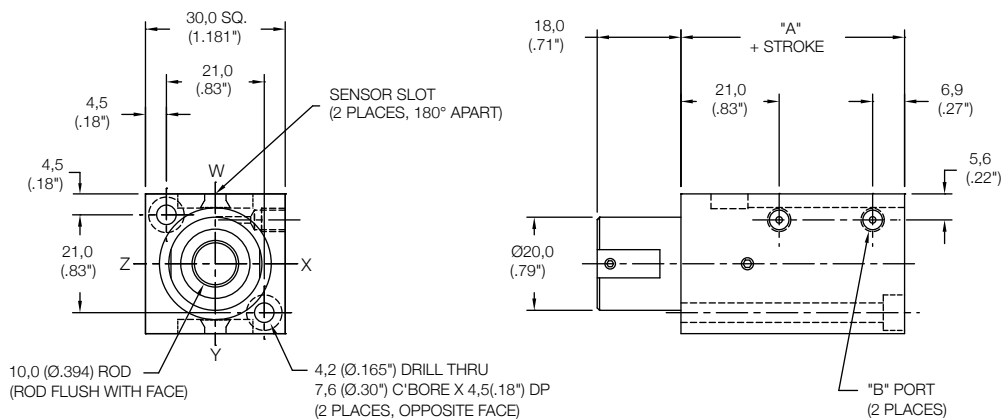 30,0 SQ.
(1.181")
21,0
(.83")
4,5
(.18")
SENSOR SLOT
(2 PLACES, 180° APART)
4,5
(.18")
W
21,0
(.83")
Z
X
Y
10,0 (Ø.394) ROD
(ROD FLUSH WITH FACE)
4,2 (Ø.165") DRILL THRU
7,6 (Ø.30") C'BORE X 4,5(.18") DP
(2 PLACES, OPPOSITE FACE)
18,0
(.71")
"A"
+ STROKE
21,0
(.83")
6,9
(.27")
5,6
(.22")
Ø20,0
(.79")
"B" PORT
(2 PLACES)